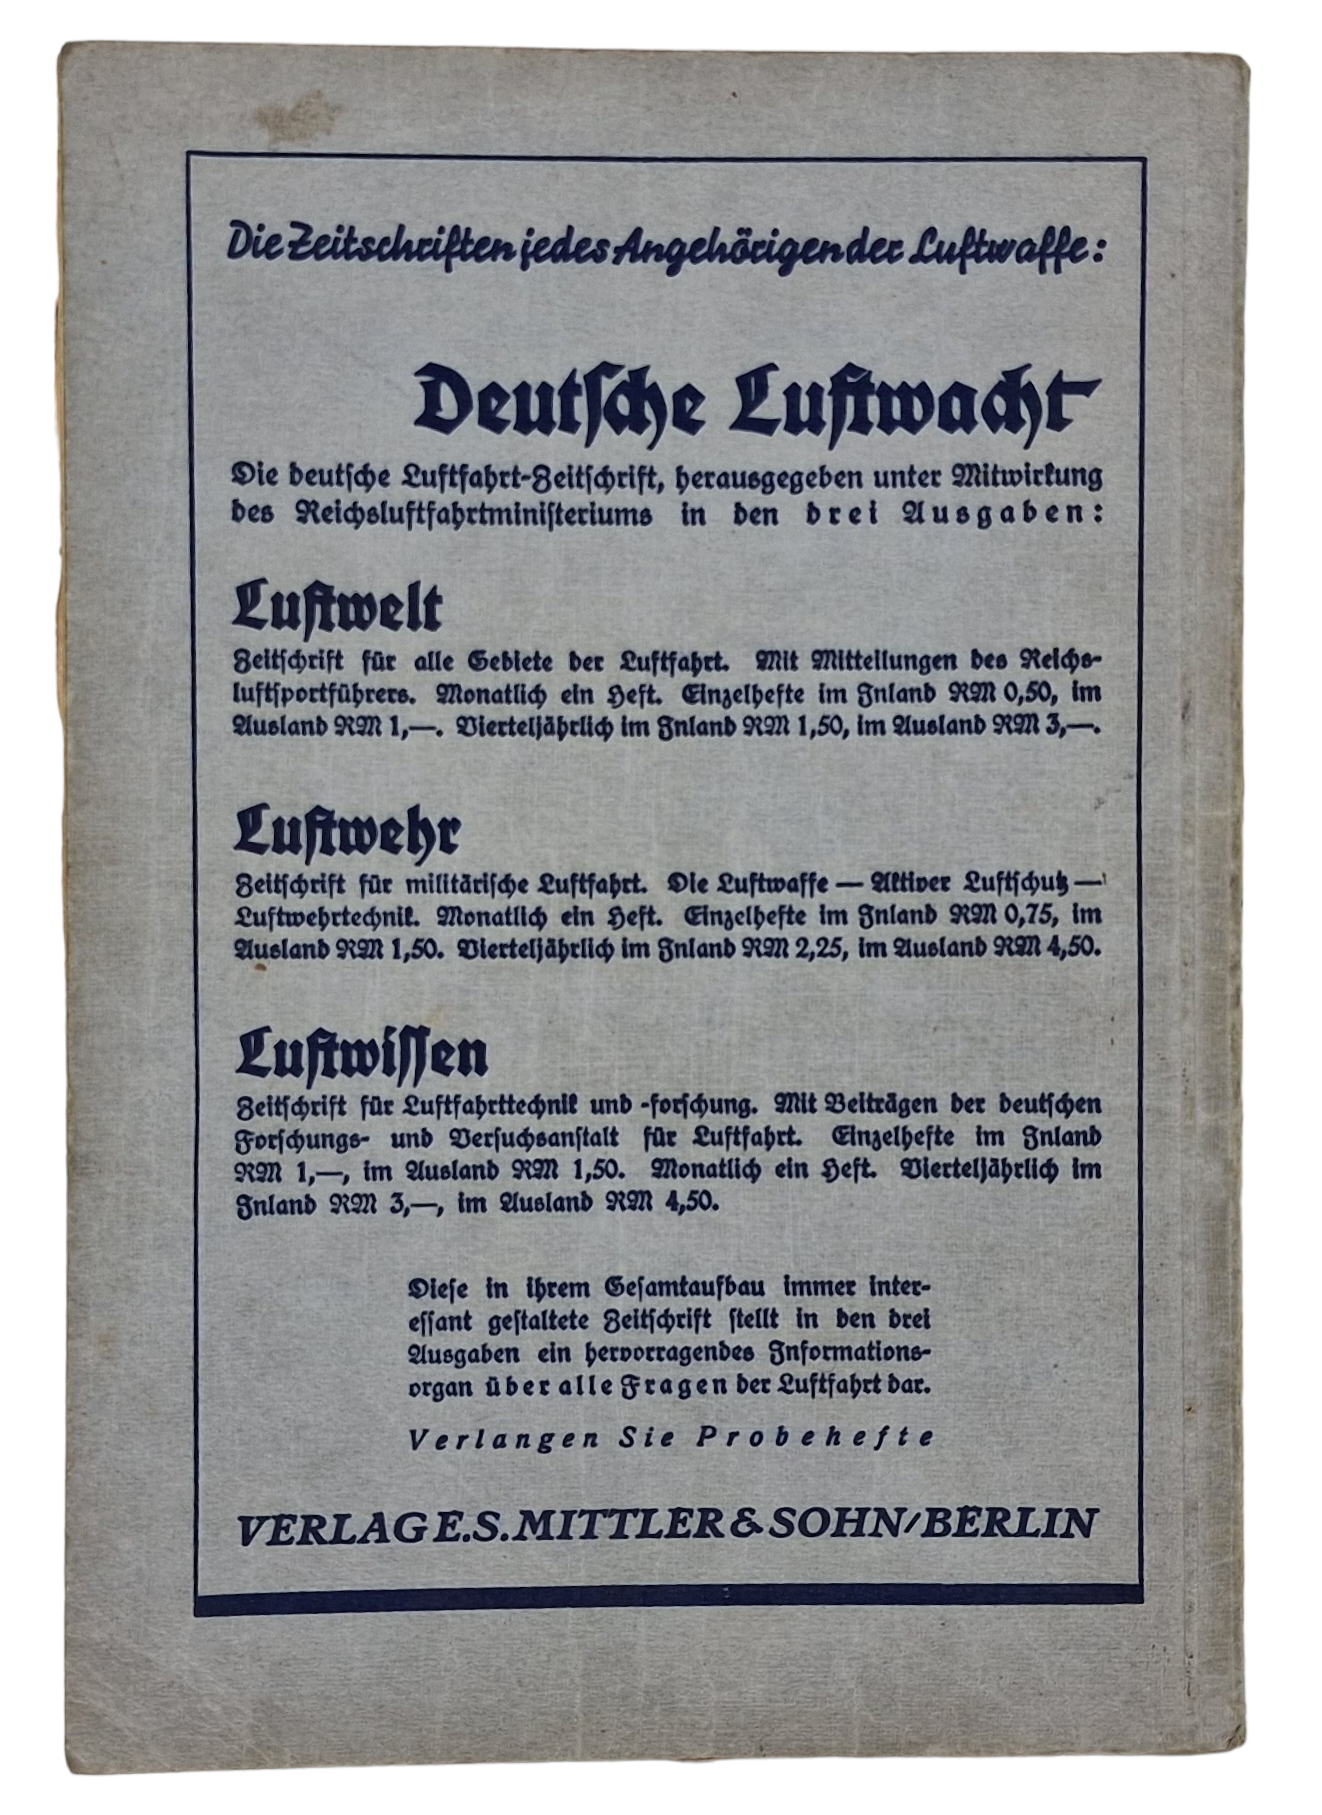 Die Zeitschriften jedes Angehörigen der Luftwaffe:
Deutsche Luftwacht
Die deutsche Luftfahrt-Zeitschrift, herausgegeben unter Mitwirkung
des Reichsluftfahrtministeriums in den drei Ausgaben:
Luftwelt
Zeitschrift für alle Gebiete der Luftfahrt. Mit Mitteilungen des Reichs-
luftsportführers. Monatlich ein Heft. Einzelhefte im Inland RM 0,50, im
Ausland RM 1,—. Vierteljährlich im Inland RM 1,50, im Ausland RM 3,—.
Luftwehr
Zeitschrift für militärische Luftfahrt. Die Luftwaffe — Aktiver Luftschutz —
Luftwehrtechnik. Monatlich ein Heft. Einzelhefte im Inland RM 0,75, im
Ausland RM 1,50. Vierteljährlich im Inland RM 2,25, im Ausland RM 4,50.
Luftwissen
Zeitschrift für Luftfahrttechnik und -forschung. Mit Beiträgen der deutschen
Forschungs- und Versuchsanstalt für Luftfahrt. Einzelhefte im Inland
RM 1,—, im Ausland RM 1,50. Monatlich ein Heft. Vierteljährlich im
Inland RM 3,—, im Ausland RM 4,50.
Diese in ihrem Gesamtaufbau immer inter-
essant gestaltete Zeitschrift stellt in den drei
Ausgaben ein hervorragendes Informations-
organ über alle Fragen der Luftfahrt dar.
Verlangen Sie Probehefte
VERLAG E.S. MITTLER & SOHN / BERLIN